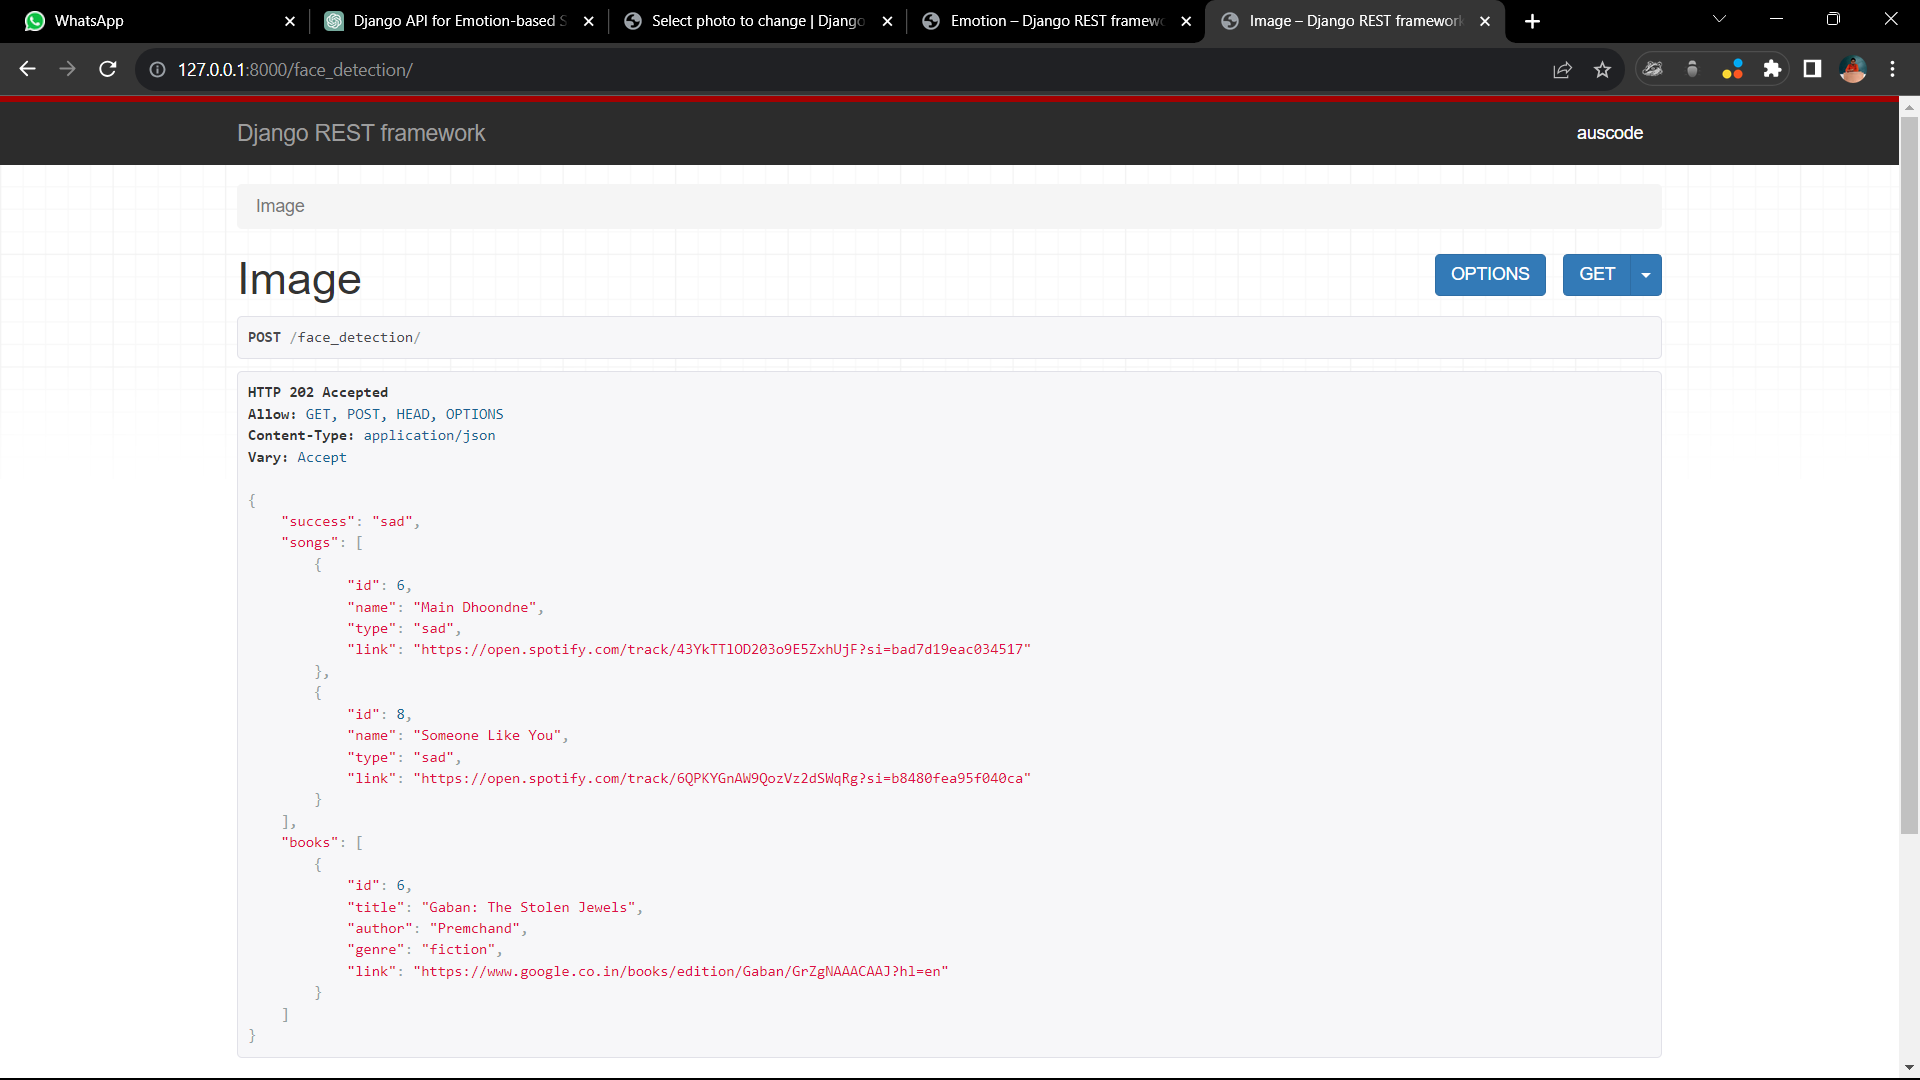 WhatsApp
Django API for Emotion-based S
Select photo to change | Django
Emotion – Django REST framewo
Image – Django REST framework
127.0.0.1:8000/face_detection/
Django REST framework
auscode
Image
Image
OPTIONS
GET
POST /face_detection/
HTTP 202 Accepted
Allow: GET, POST, HEAD, OPTIONS
Content-Type: application/json
Vary: Accept
{
"success": "sad",
"songs": [
{
"id": 6,
"name": "Main Dhoondne",
"type": "sad",
"link": "https://open.spotify.com/track/43YkTTlOD203o9E5ZxhUjF?si=bad7d19eac034517"
},
{
"id": 8,
"name": "Someone Like You",
"type": "sad",
"link": "https://open.spotify.com/track/6QPKYGnAW9QozVz2dSWqRg?si=b8480fea95f040ca"
}
],
"books": [
{
"id": 6,
"title": "Gaban: The Stolen Jewels",
"author": "Premchand",
"genre": "fiction",
"link": "https://www.google.co.in/books/edition/Gaban/GrZgNAAACAAJ?hl=en"
}
]
}